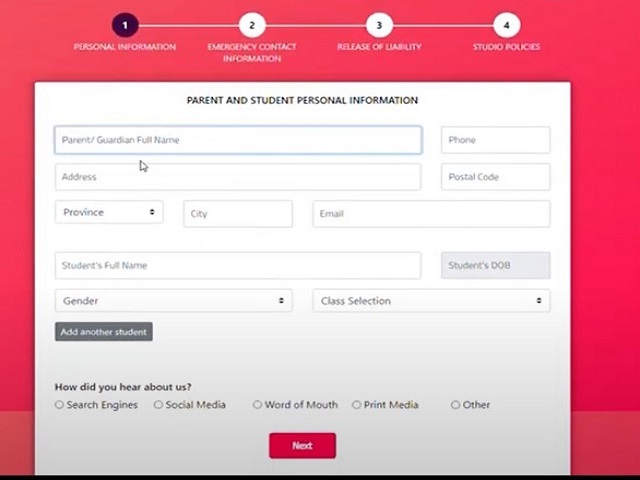 1 2 3 4
PERSONAL INFORMATION EMERGENCY CONTACT RELEASE OF LIABILITY STUDIO POLICIES
INFORMATION
PARENT AND STUDENT PERSONAL INFORMATION
Parent/ Guardian Full Name Phone
Address Postal Code
Province City Email
Student's Full Name Student's DOB
Gender Class Selection
Add another student
How did you hear about us?
Search Engines Social Media Word of Mouth Print Media Other
Next